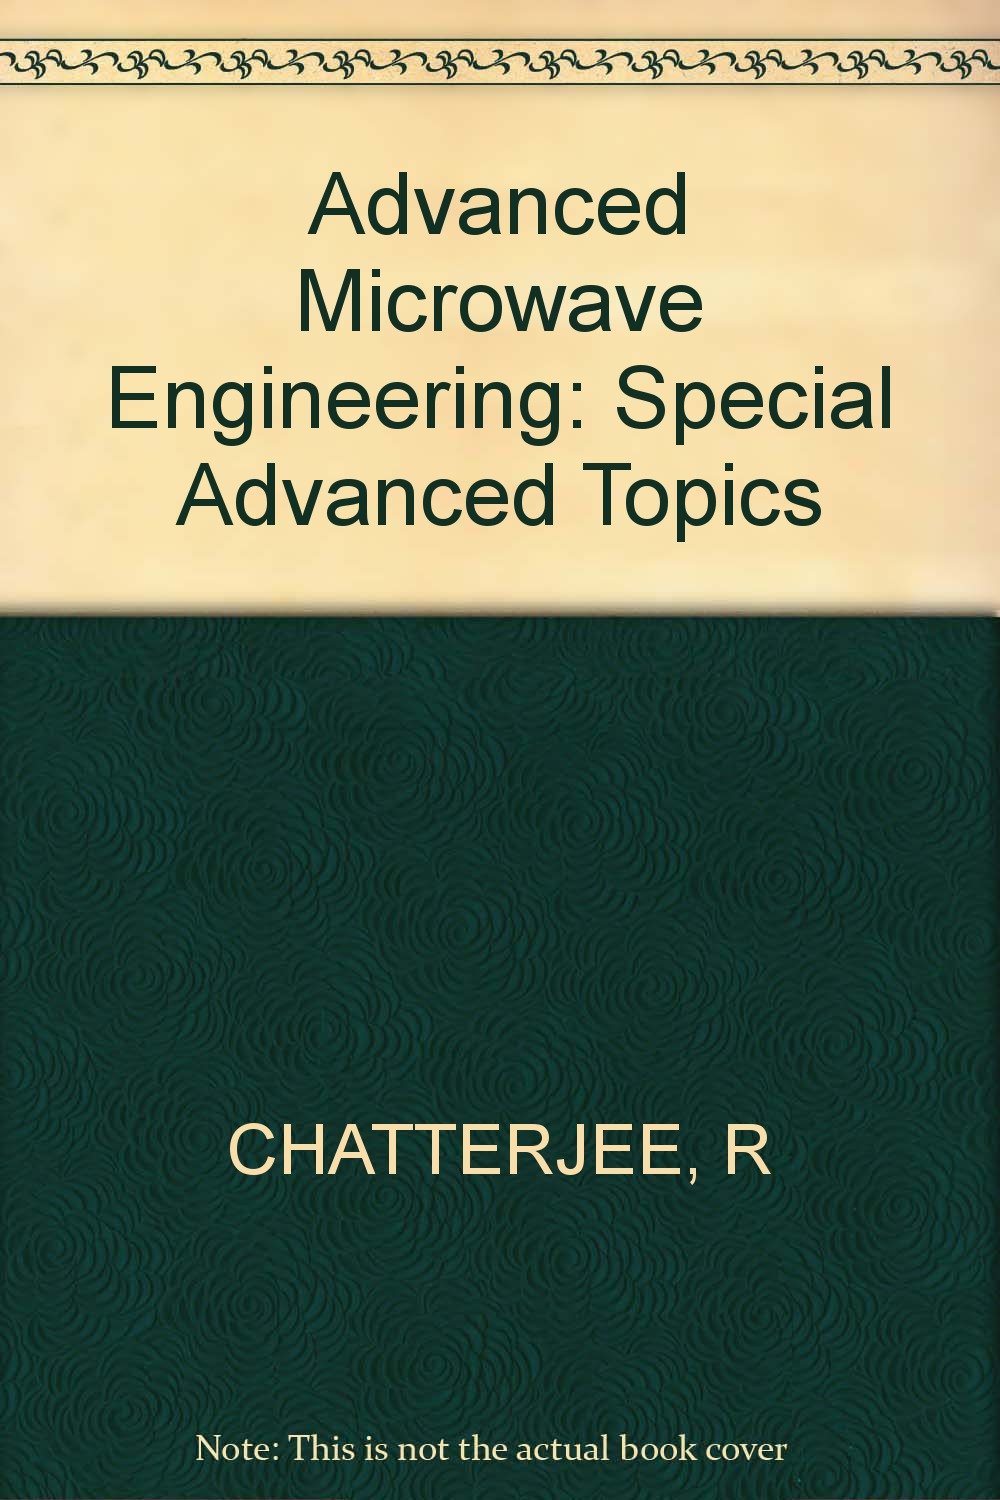 Advanced
Microwave
Engineering: Special
Advanced Topics
CHATTERJEE, R
Note: This is not the actual book cover